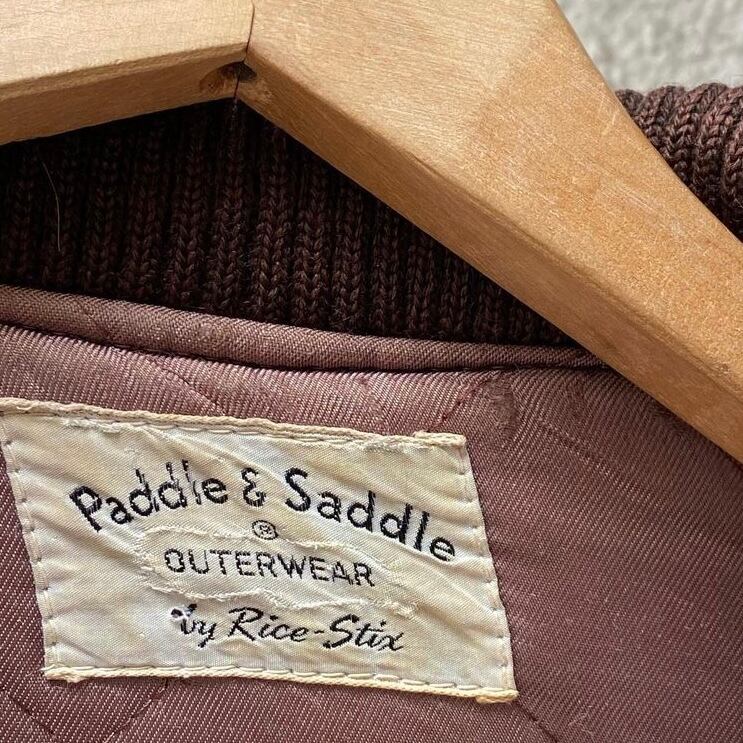 Paddle & Saddle
®
OUTERWEAR
by Rice-Stix